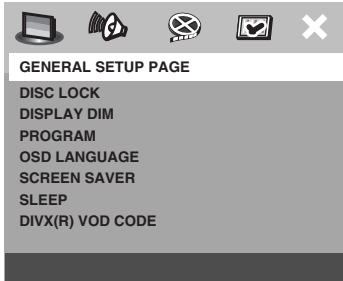 GENERAL SETUP PAGE
DISC LOCK
DISPLAY DIM
PROGRAM
OSD LANGUAGE
SCREEN SAVER
SLEEP
DIVX(R) VOD CODE